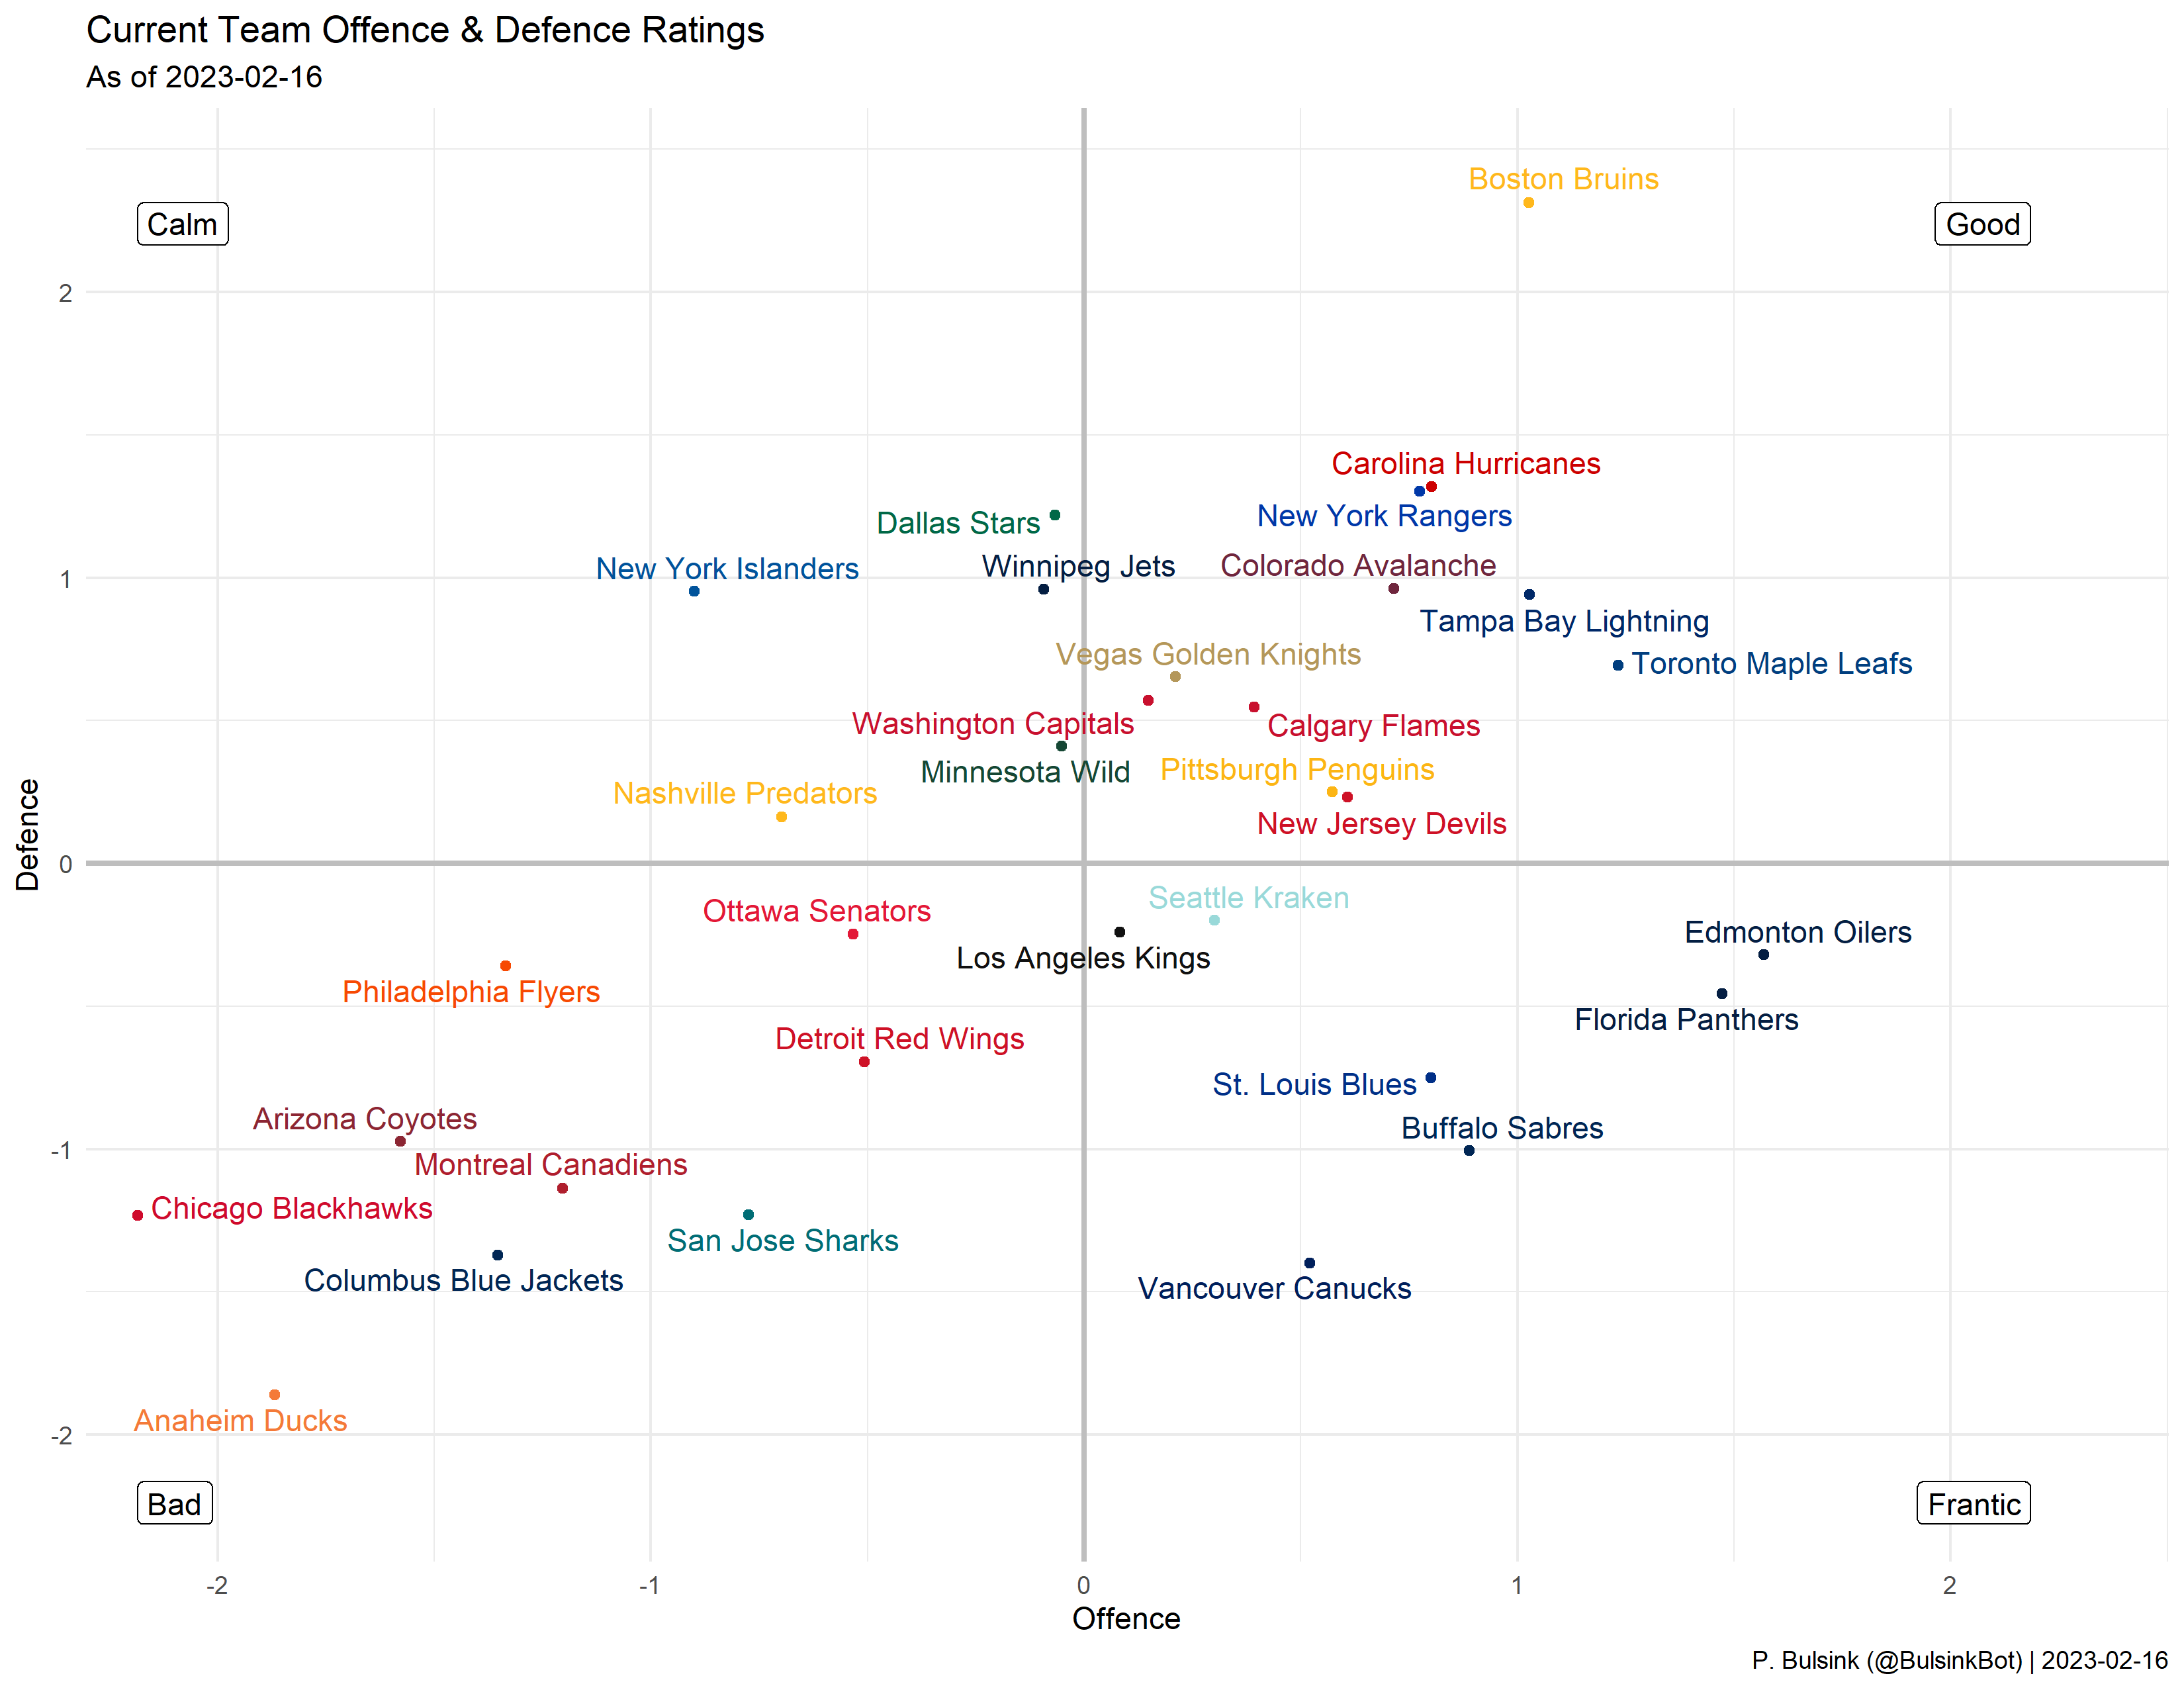 Current Team Offence & Defence Ratings
As of 2023-02-16
Boston Bruins
Calm
Good
2
Carolina Hurricanes
New York Rangers
Dallas Stars
Winnipeg Jets
Colorado Avalanche
New York Islanders
1
Tampa Bay Lightning
Vegas Golden Knights
Toronto Maple Leafs
Washington Capitals
Calgary Flames
Minnesota Wild
Pittsburgh Penguins
Nashville Predators
New Jersey Devils
Defence
0
Seattle Kraken
Ottawa Senators
Edmonton Oilers
Los Angeles Kings
Philadelphia Flyers
Florida Panthers
Detroit Red Wings
St. Louis Blues
Arizona Coyotes
Buffalo Sabres
-1
Montreal Canadiens
Chicago Blackhawks
San Jose Sharks
Columbus Blue Jackets
Vancouver Canucks
Anaheim Ducks
-2
Bad
Frantic
-2
-1
0
1
2
Offence
P. Bulsink (@BulsinkBot) | 2023-02-16